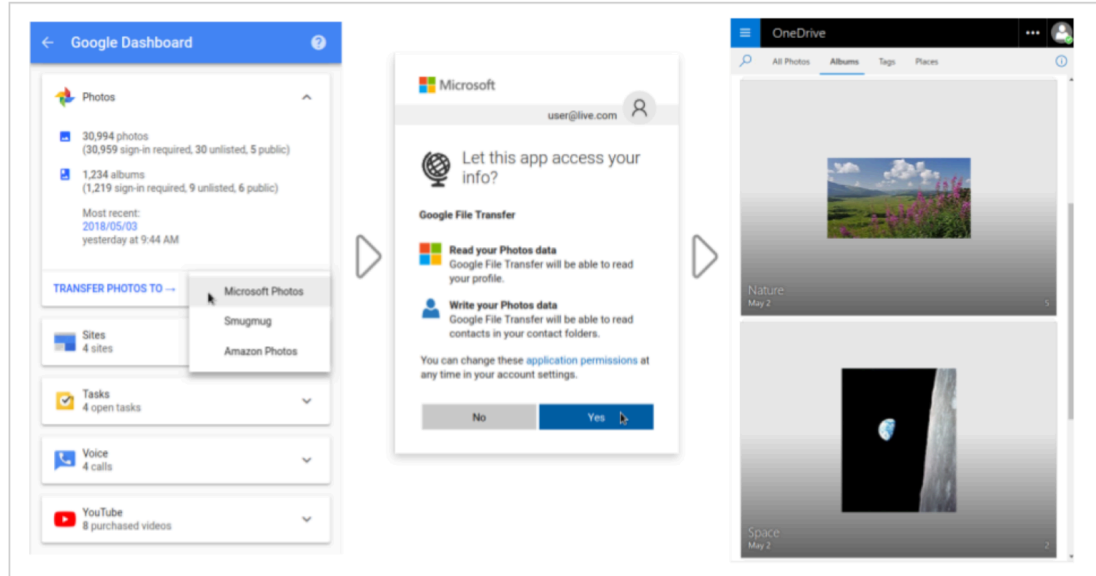 Google Dashboard
Photos
30,994 photos
(30,959 sign-in required, 30 unlisted, 5 public)
1,234 albums
(1,219 sign-in required, 9 unlisted, 6 public)
Most recent:
2018/05/03
yesterday at 9:44 AM
TRANSFER PHOTOS TO →
Microsoft Photos
Smugmug
Amazon Photos
Sites
4 sites
Tasks
4 open tasks
Voice
4 calls
YouTube
8 purchased videos
Microsoft
user@live.com
Let this app access your
info?
Google File Transfer
Read your Photos data
Google File Transfer will be able to read
your profile.
Write your Photos data
Google File Transfer will be able to read
contacts in your contact folders.
You can change these application permissions at
any time in your account settings.
No
Yes
OneDrive
All Photos Albums Tags Places
Nature
May 2
5
Space
May 2
2